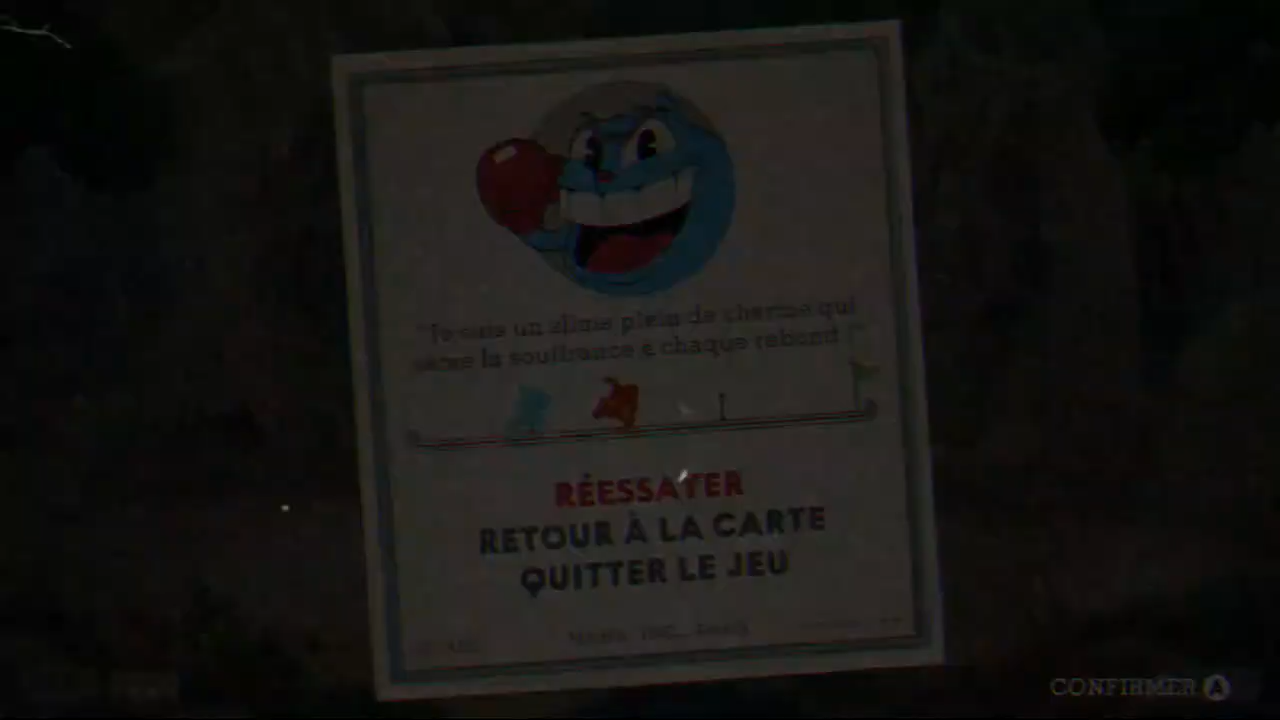 "Je suis un slime plein de charme qui
sème la souffrance à chaque rebond !"
RÉESSAYER
RETOUR À LA CARTE
QUITTER LE JEU
CONFIRMER A